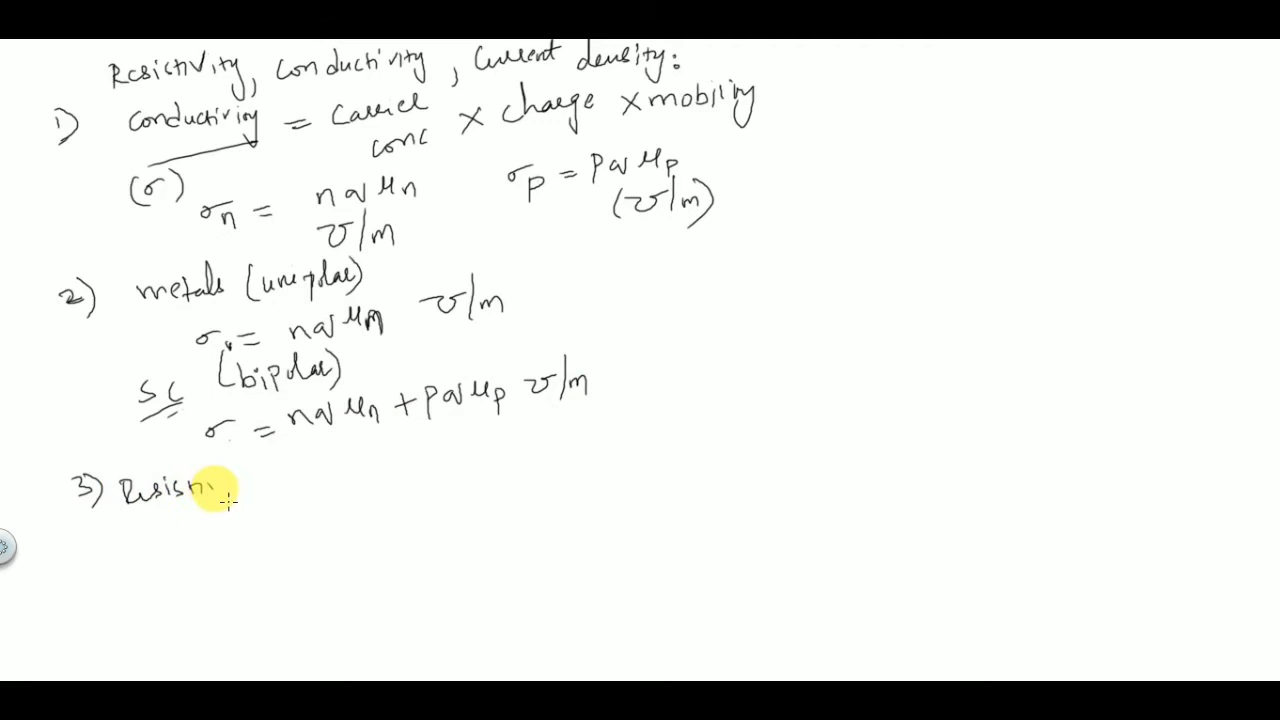 Resistivity, conductivity, current density:
1) conductivity = carrier conc × charge × mobility
(σ) σn = nqμn ℧/m σp = pqμp (℧/m)
2) metals (unipolar)
σ = nqμn ℧/m
SC (bipolar)
σ = nqμn + pqμp ℧/m
3) Resisti